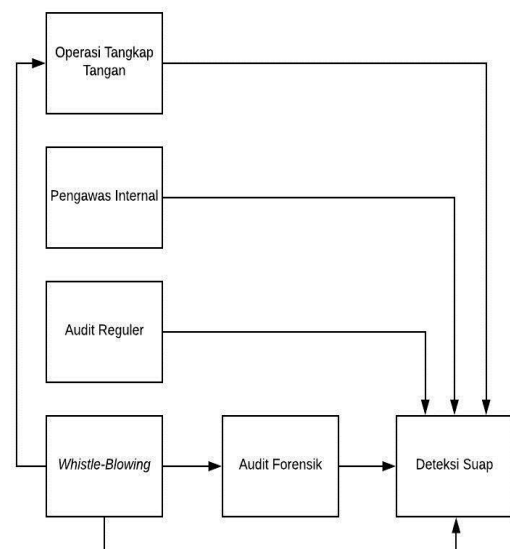 Operasi Tangkap
Tangan
Pengawas Internal
Audit Reguler
Whistle-Blowing
Audit Forensik
Deteksi Suap